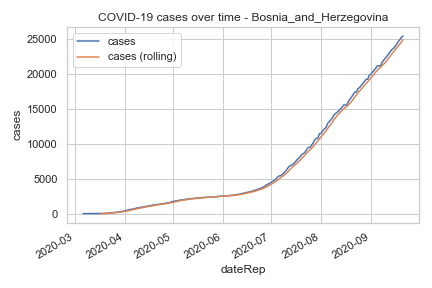 COVID-19 cases over time - Bosnia_and_Herzegovina
cases
cases (rolling)
25000
20000
15000
10000
5000
0
cases
2020-03
2020-04
2020-05
2020-06
2020-07
2020-08
2020-09
dateRep